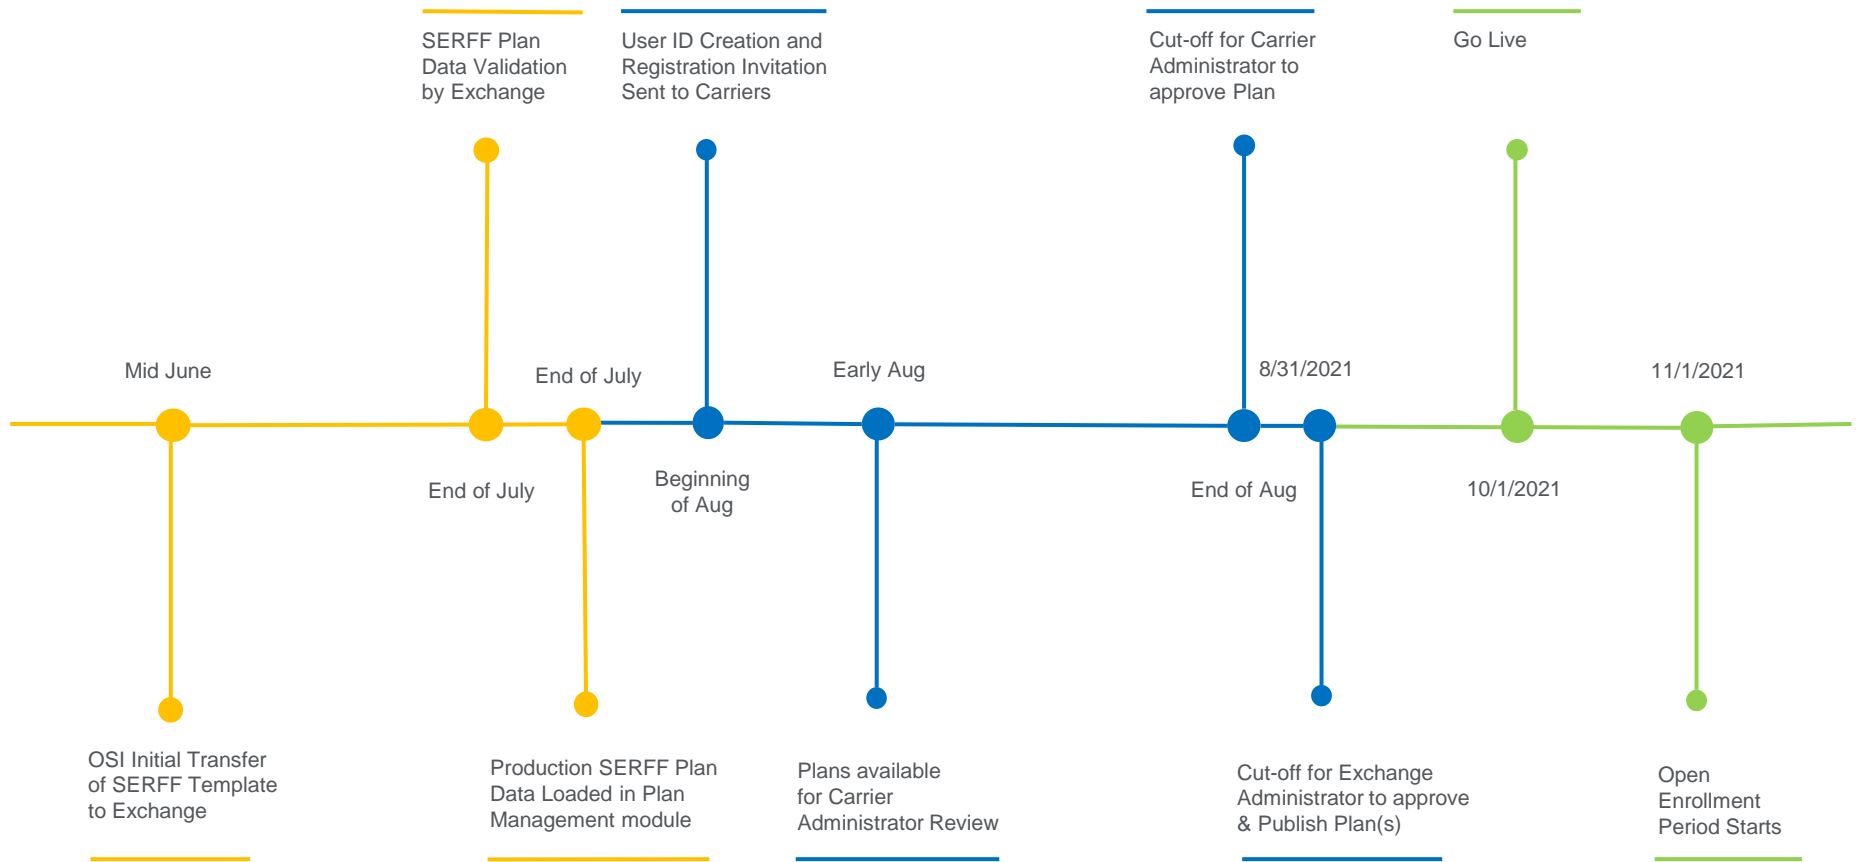 SERFF Plan
Data Validation
by Exchange
User ID Creation and
Registration Invitation
Sent to Carriers
Cut-off for Carrier
Administrator to
approve Plan
Go Live
Mid June
End of July
Early Aug
8/31/2021
11/1/2021
End of July
Beginning
of Aug
End of Aug
10/1/2021
OSI Initial Transfer
of SERFF Template
to Exchange
Production SERFF Plan
Data Loaded in Plan
Management module
Plans available
for Carrier
Administrator Review
Cut-off for Exchange
Administrator to approve
& Publish Plan(s)
Open
Enrollment
Period Starts